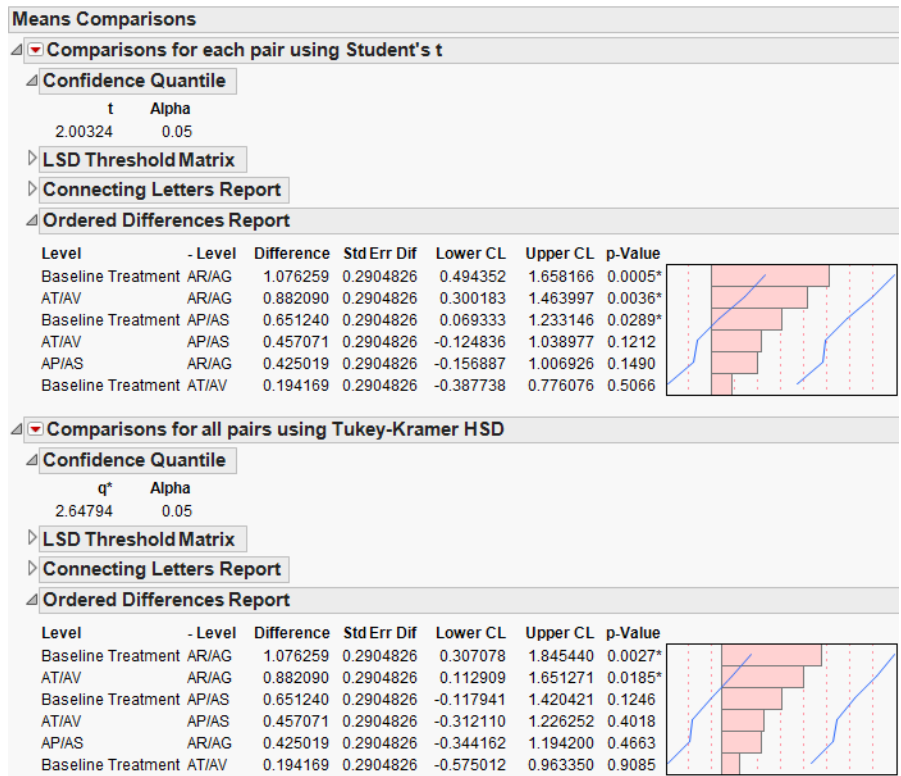 Means Comparisons
Comparisons for each pair using Student's t
Confidence Quantile
t Alpha
2.00324 0.05
LSD Threshold Matrix
Connecting Letters Report
Ordered Differences Report
Level - Level Difference Std Err Dif Lower CL Upper CL p-Value
Baseline Treatment AR/AG 1.076259 0.2904826 0.494352 1.658166 0.0005*
AT/AV AR/AG 0.882090 0.2904826 0.300183 1.463997 0.0036*
Baseline Treatment AP/AS 0.651240 0.2904826 0.069333 1.233146 0.0289*
AT/AV AP/AS 0.457071 0.2904826 -0.124836 1.038977 0.1212
AP/AS AR/AG 0.425019 0.2904826 -0.156887 1.006926 0.1490
Baseline Treatment AT/AV 0.194169 0.2904826 -0.387738 0.776076 0.5066
Comparisons for all pairs using Tukey-Kramer HSD
Confidence Quantile
q* Alpha
2.64794 0.05
LSD Threshold Matrix
Connecting Letters Report
Ordered Differences Report
Level - Level Difference Std Err Dif Lower CL Upper CL p-Value
Baseline Treatment AR/AG 1.076259 0.2904826 0.307078 1.845440 0.0027*
AT/AV AR/AG 0.882090 0.2904826 0.112909 1.651271 0.0185*
Baseline Treatment AP/AS 0.651240 0.2904826 -0.117941 1.420421 0.1246
AT/AV AP/AS 0.457071 0.2904826 -0.312110 1.226252 0.4018
AP/AS AR/AG 0.425019 0.2904826 -0.344162 1.194200 0.4663
Baseline Treatment AT/AV 0.194169 0.2904826 -0.575012 0.963350 0.9085